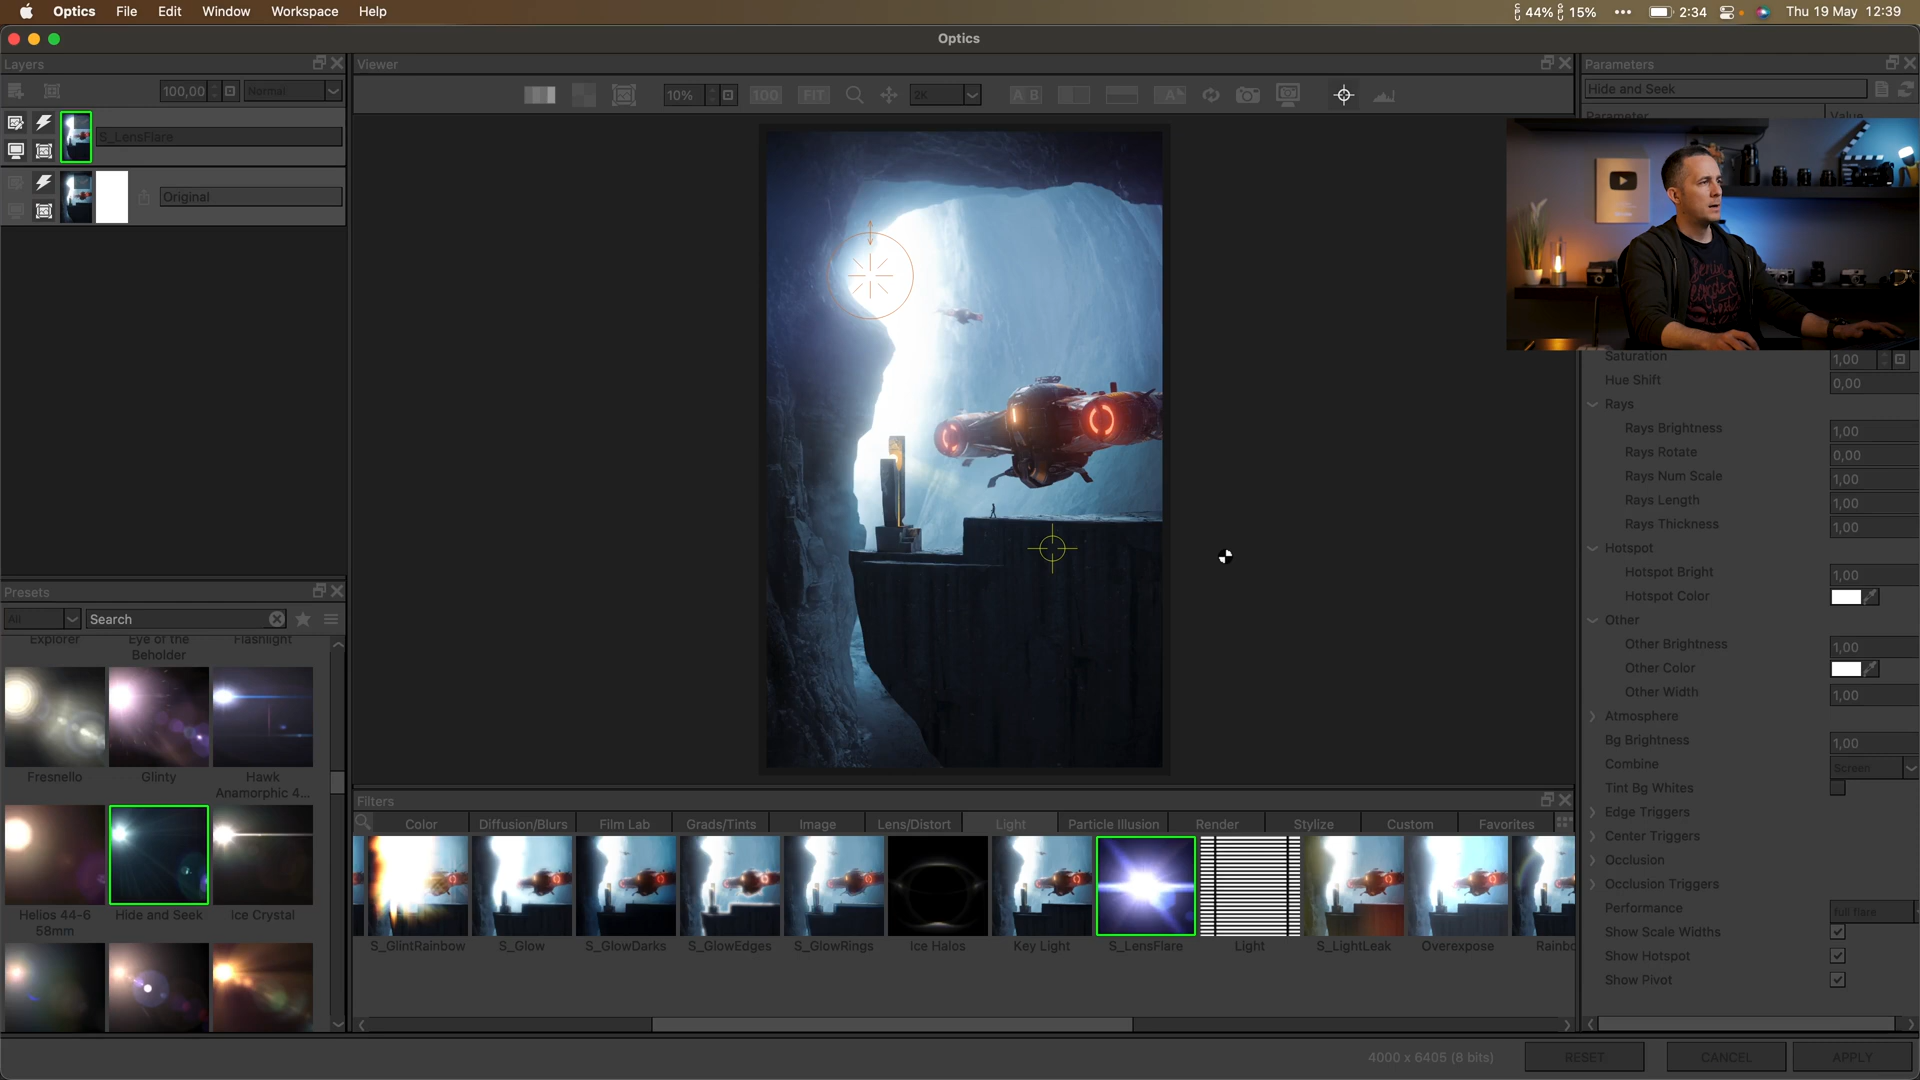 Optics File Edit Window Workspace Help
44% 15% ••• 2:34 Thu 19 May 12:39
Optics
Layers
Viewer
Parameters
100,00 Normal
10% 100 FIT 2K A B A
Hide and Seek
Parameter Value
S_LensFlare
Original
Saturation 1,00
Hue Shift 0,00
Rays
Rays Brightness 1,00
Rays Rotate 0,00
Rays Num Scale 1,00
Rays Length 1,00
Rays Thickness 1,00
Hotspot
Hotspot Bright 1,00
Hotspot Color
Other
Other Brightness 1,00
Other Color
Other Width 1,00
Atmosphere
Bg Brightness 1,00
Combine Screen
Tint Bg Whites
Edge Triggers
Center Triggers
Occlusion
Occlusion Triggers
Performance full flare
Show Scale Widths
Show Hotspot
Show Pivot
Presets
All Search
Explorer Eye of the Beholder Flashlight
Fresnello Glinty Hawk Anamorphic 4...
Helios 44-6 58mm Hide and Seek Ice Crystal
Filters
Color Diffusion/Blurs Film Lab Grads/Tints Image Lens/Distort Light Particle Illusion Render Stylize Custom Favorites
S_GlintRainbow S_Glow S_GlowDarks S_GlowEdges S_GlowRings Ice Halos Key Light S_LensFlare Light S_LightLeak Overexpose Rainbo
4000 x 6405 (8 bits) RESET CANCEL APPLY